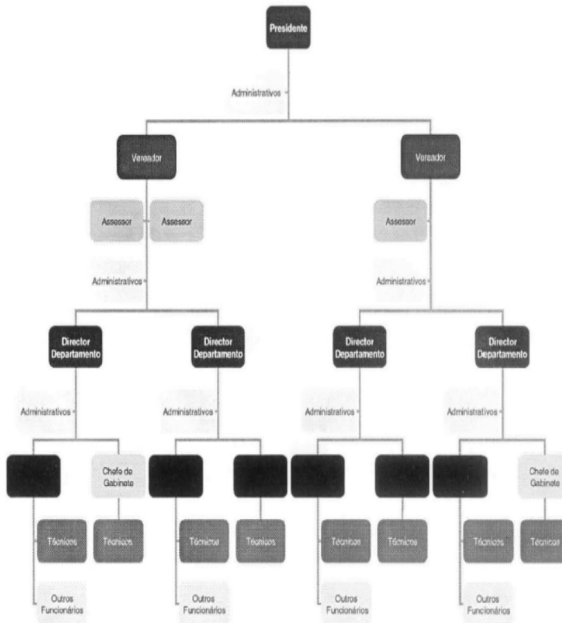 Presidente
Administrativos
Vereador
Vereador
Assessor
Assessor
Assessor
Administrativos
Administrativos
Director
Departamento
Director
Departamento
Director
Departamento
Director
Departamento
Administrativos
Administrativos
Administrativos
Administrativos
Chefe de
Gabinete
Chefe de
Gabinete
Técnicos
Técnicos
Técnicos
Técnicos
Técnicos
Técnicos
Técnicos
Técnicos
Outros
Funcionários
Outros
Funcionários
Outros
Funcionários
Outros
Funcionários